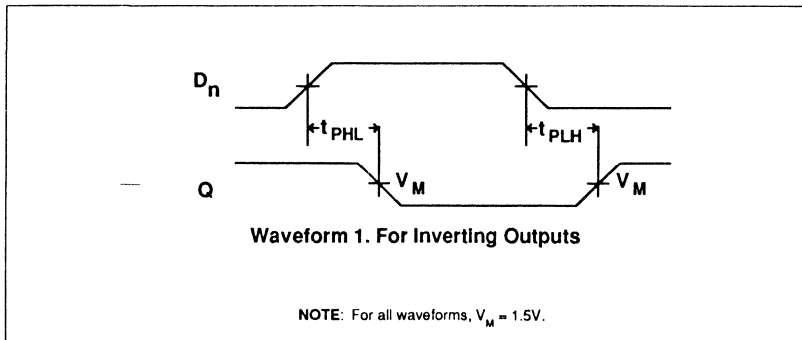 Dn
tPHL
tPLH
VM
VM
Q
Waveform 1. For Inverting Outputs
NOTE: For all waveforms, VM = 1.5V.